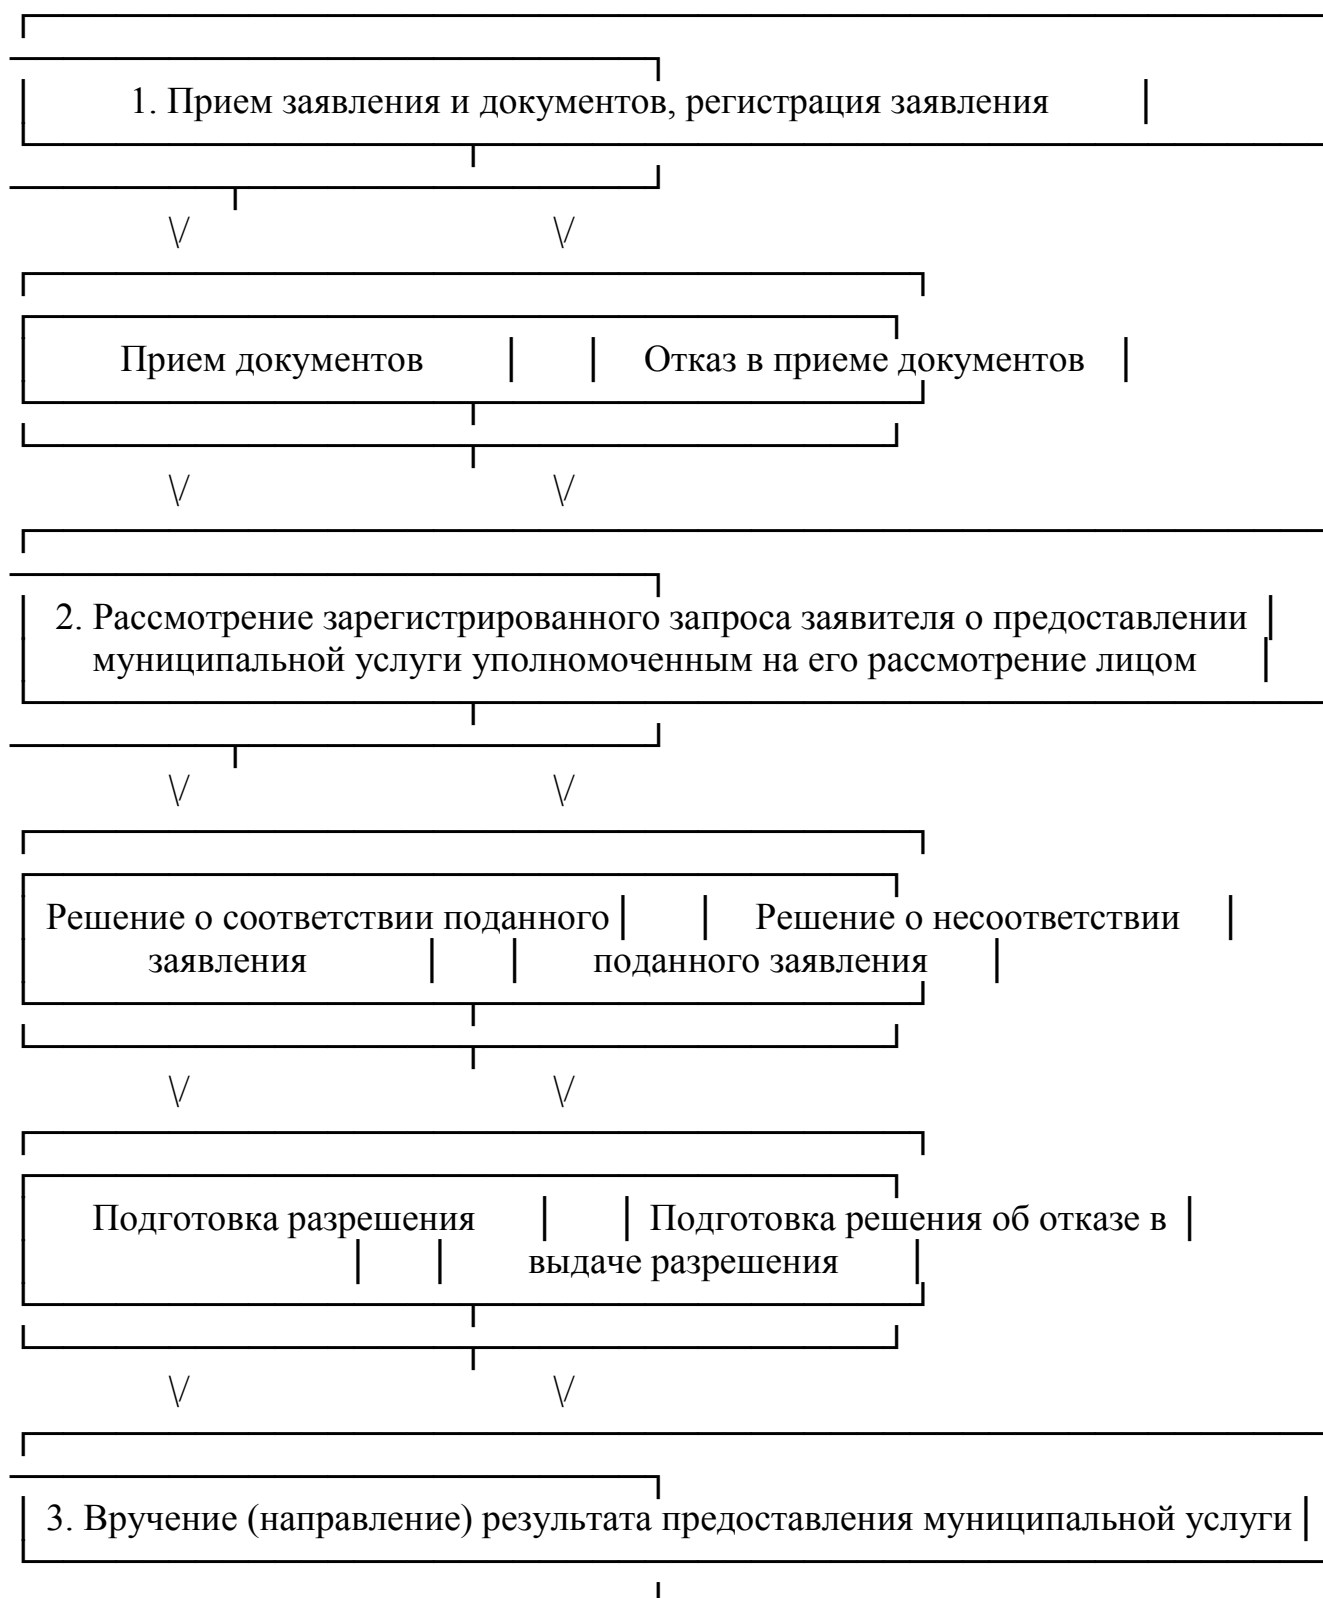 1. Прием заявления и документов, регистрация заявления
\/ \/
Прием документов Отказ в приеме документов
\/ \/
2. Рассмотрение зарегистрированного запроса заявителя о предоставлении
муниципальной услуги уполномоченным на его рассмотрение лицом
\/ \/
Решение о соответствии поданного Решение о несоответствии
заявления поданного заявления
\/ \/
Подготовка разрешения Подготовка решения об отказе в
выдаче разрешения
\/ \/
3. Вручение (направление) результата предоставления муниципальной услуги